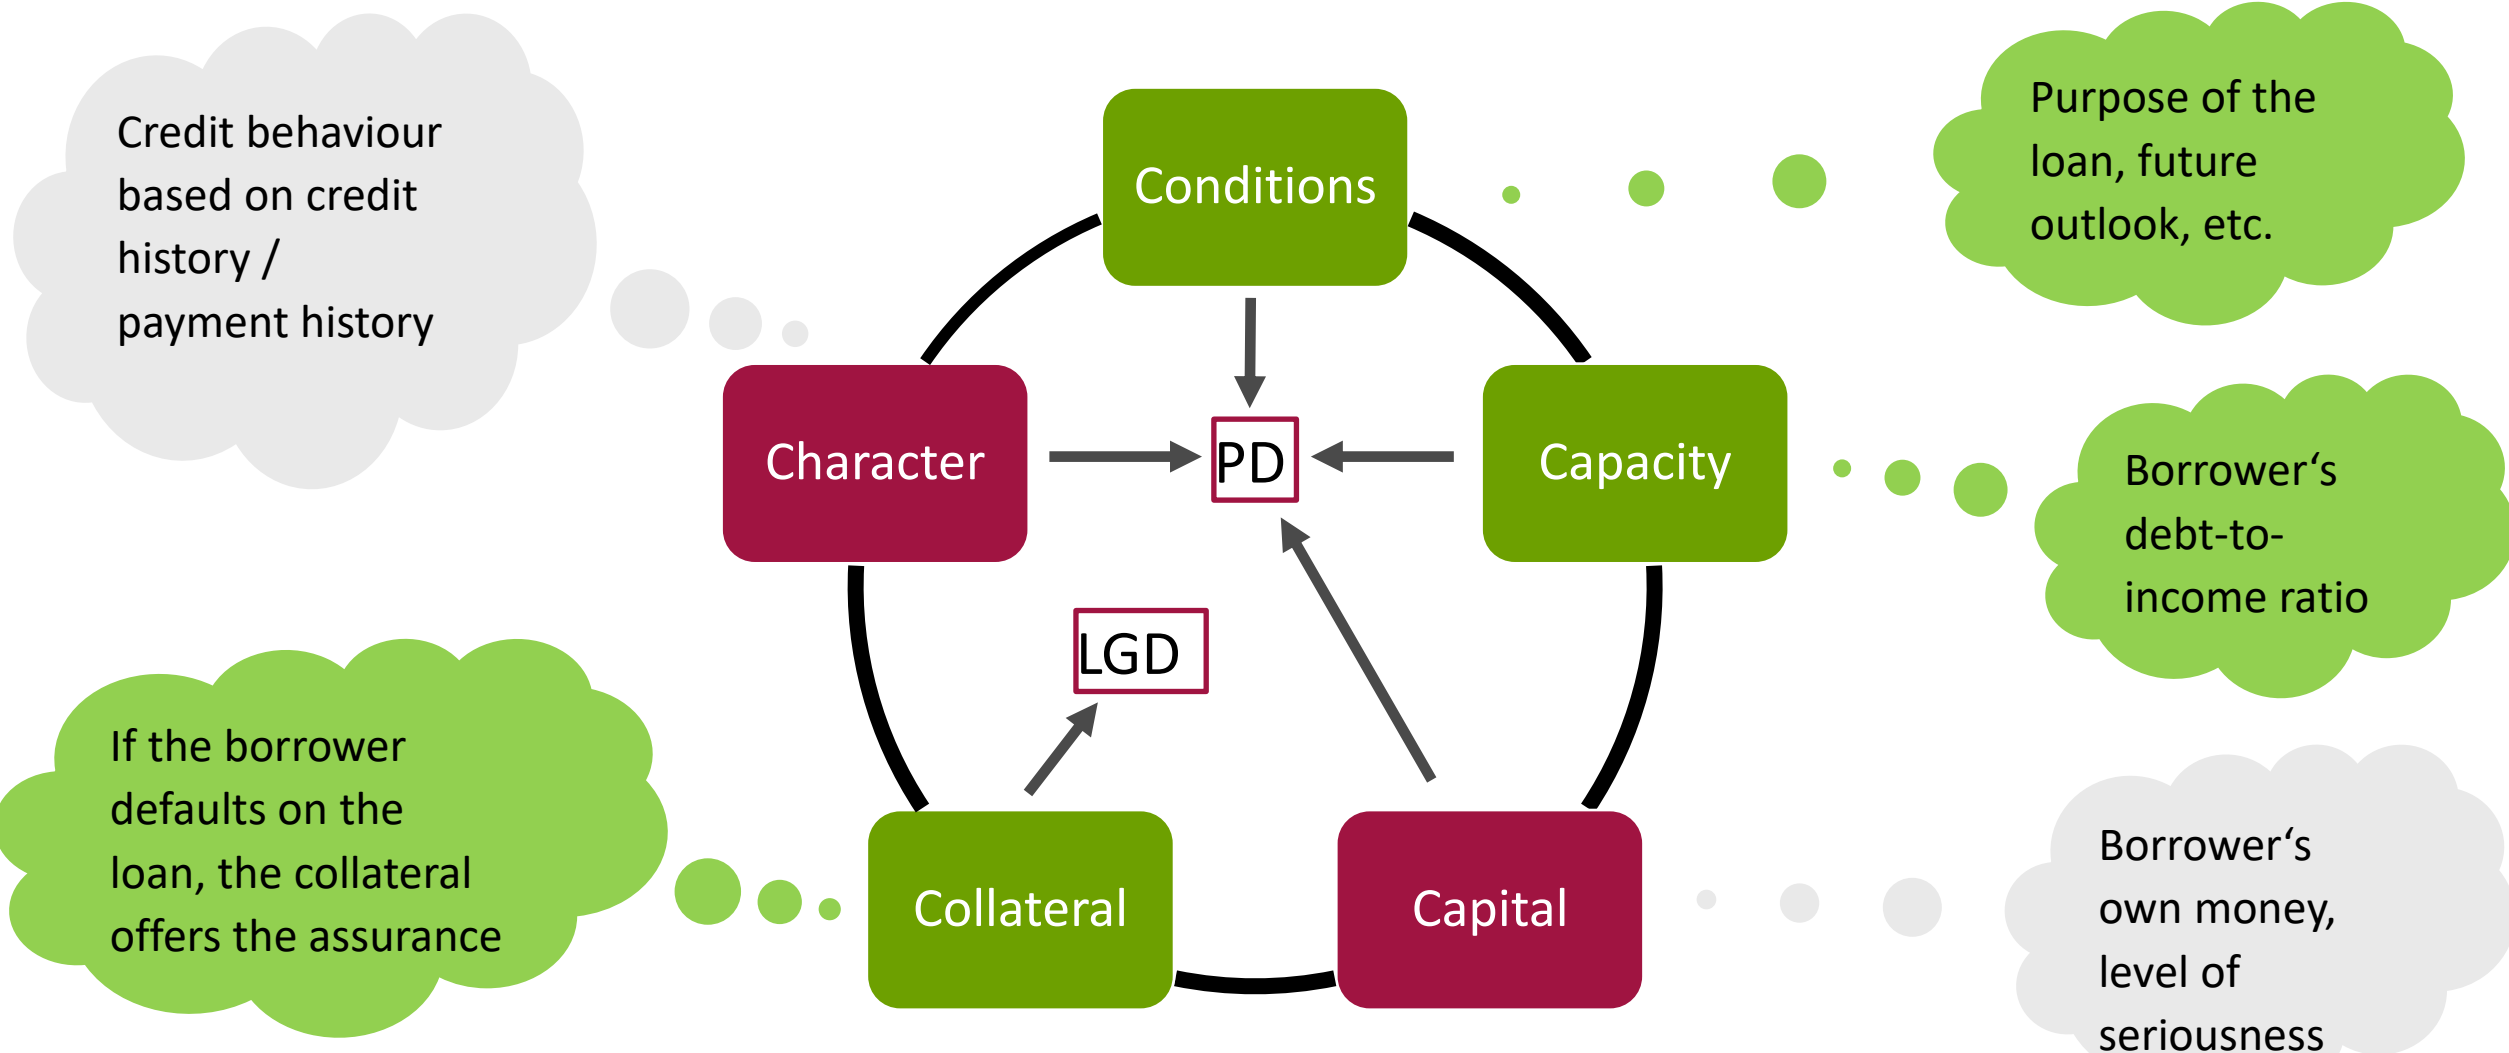 Credit behaviour
based on credit
history /
payment history
Conditions
Purpose of the
loan, future
outlook, etc.
Character
PD
Capacity
Borrower‘s
debt-to-
income ratio
LGD
If the borrower
defaults on the
loan, the collateral
offers the assurance
Collateral
Capital
Borrower‘s
own money,
level of
seriousness